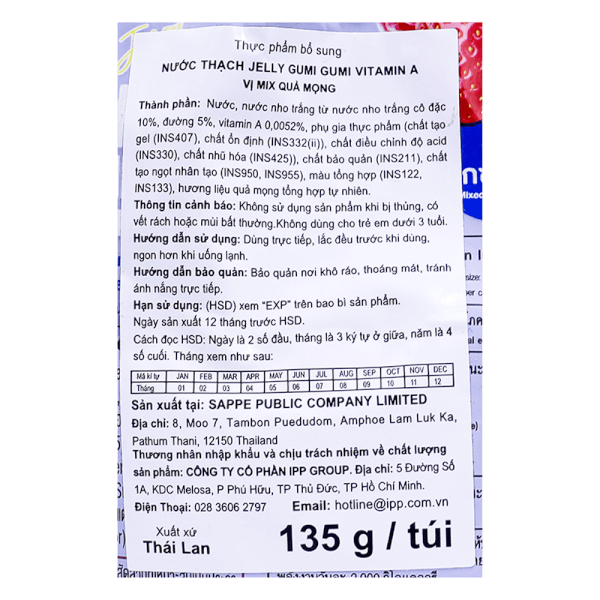 Thực phẩm bổ sung
NƯỚC THẠCH JELLY GUMI GUMI VITAMIN A
VỊ MIX QUẢ MỌNG
Thành phần: Nước, nước nho trắng từ nước nho trắng cô đặc
10%, đường 5%, vitamin A 0,0052%, phụ gia thực phẩm (chất tạo
gel (INS407), chất ổn định (INS332(ii)), chất điều chỉnh độ acid
(INS330), chất nhũ hóa (INS425)), chất bảo quản (INS211), chất
tạo ngọt nhân tạo (INS950, INS955), màu tổng hợp (INS122,
INS133), hương liệu quả mọng tổng hợp tự nhiên.
Thông tin cảnh báo: Không sử dụng sản phẩm khi bị thủng, có
vết rách hoặc mùi bất thường.Không dùng cho trẻ em dưới 3 tuổi.
Hướng dẫn sử dụng: Dùng trực tiếp, lắc đều trước khi dùng,
ngon hơn khi uống lạnh.
Hướng dẫn bảo quản: Bảo quản nơi khô ráo, thoáng mát, tránh
ánh nắng trực tiếp.
Hạn sử dụng: (HSD) xem "EXP" trên bao bì sản phẩm.
Ngày sản xuất 12 tháng trước HSD.
Cách đọc HSD: Ngày là 2 số đầu, tháng là 3 ký tự ở giữa, năm là 4
số cuối. Tháng xem như sau:
Mã kí tự JAN FEB MAR APR MAY JUN JUL AUG SEP OCT NOV DEC
Tháng 01 02 03 04 05 06 07 08 09 10 11 12
Sản xuất tại: SAPPE PUBLIC COMPANY LIMITED
Địa chỉ: 8, Moo 7, Tambon Puedudom, Amphoe Lam Luk Ka,
Pathum Thani, 12150 Thailand
Thương nhân nhập khẩu và chịu trách nhiệm về chất lượng
sản phẩm: CÔNG TY CỔ PHẦN IPP GROUP. Địa chỉ: 5 Đường Số
1A, KDC Melosa, P Phú Hữu, TP Thủ Đức, TP Hồ Chí Minh.
Điện Thoại: 028 3606 2797 Email: hotline@ipp.com.vn
Xuất xứ
Thái Lan
135 g / túi